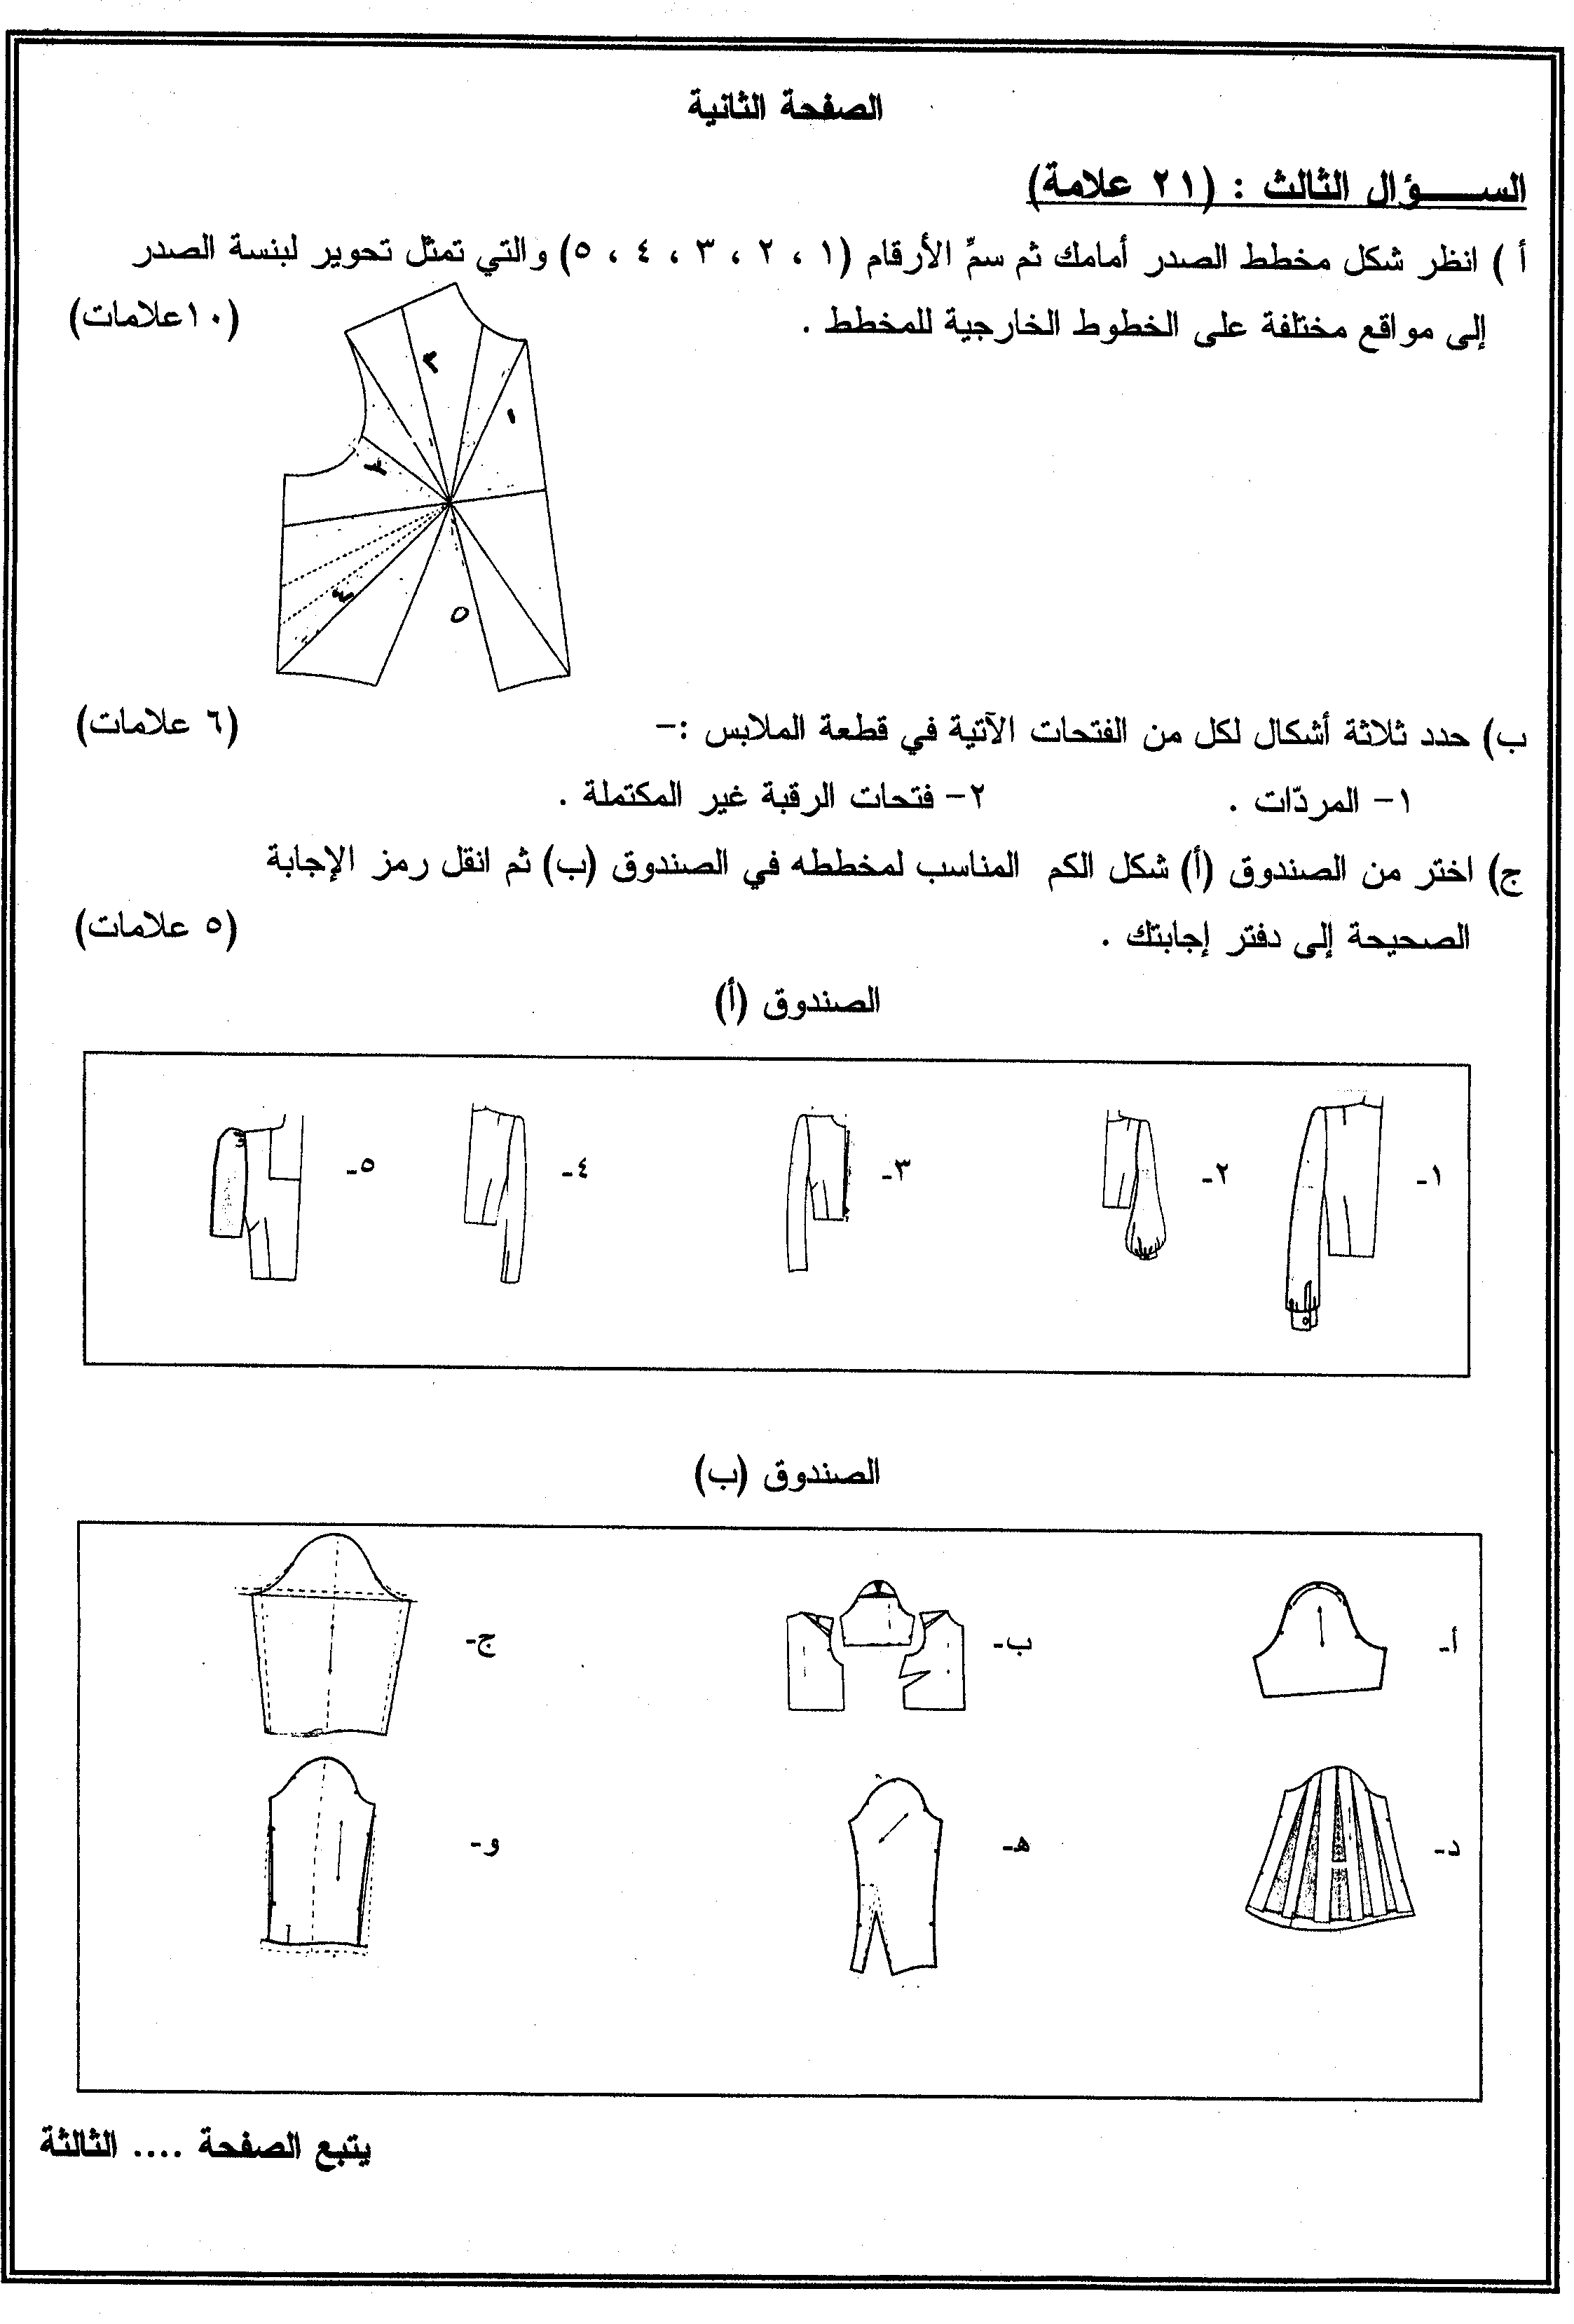 الصفحة الثانية
الســـــؤال الثالث : (٢١ علامة)
أ ) انظر شكل مخطط الصدر أمامك ثم سمِّ الأرقام (١ ، ٢ ، ٣ ، ٤ ، ٥) والتي تمثل تحوير لبنسة الصدر
إلى مواقع مختلفة على الخطوط الخارجية للمخطط . (١٠علامات)
٢
١
٣
٤
٥
ب) حدد ثلاثة أشكال لكل من الفتحات الآتية في قطعة الملابس :- (٦ علامات)
١- المردّات . ٢- فتحات الرقبة غير المكتملة .
ج) اختر من الصندوق (أ) شكل الكم المناسب لمخططه في الصندوق (ب) ثم انقل رمز الإجابة
الصحيحة إلى دفتر إجابتك . (٥ علامات)
الصندوق (أ)
١- ٢- ٣- ٤- ٥-
الصندوق (ب)
أ- ب- ج-
د- هـ- و-
يتبع الصفحة .... الثالثة